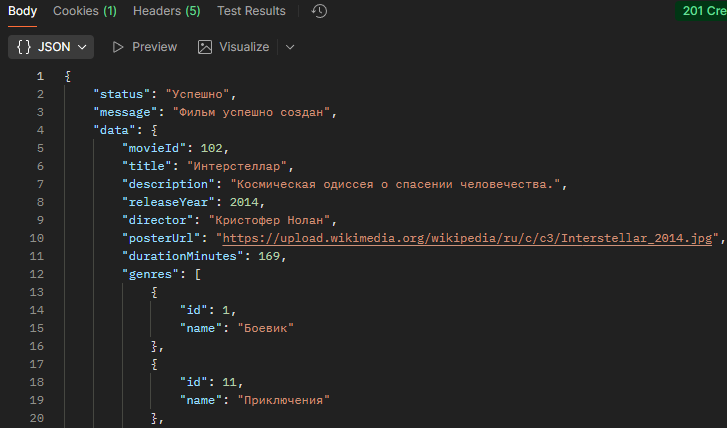 Body Cookies (1) Headers (5) Test Results 201 Cre
{} JSON Preview Visualize
1 {
2 "status": "Успешно",
3 "message": "Фильм успешно создан",
4 "data": {
5 "movieId": 102,
6 "title": "Интерстеллар",
7 "description": "Космическая одиссея о спасении человечества.",
8 "releaseYear": 2014,
9 "director": "Кристофер Нолан",
10 "posterUrl": "https://upload.wikimedia.org/wikipedia/ru/c/c3/Interstellar_2014.jpg",
11 "durationMinutes": 169,
12 "genres": [
13 {
14 "id": 1,
15 "name": "Боевик"
16 },
17 {
18 "id": 11,
19 "name": "Приключения"
20 },